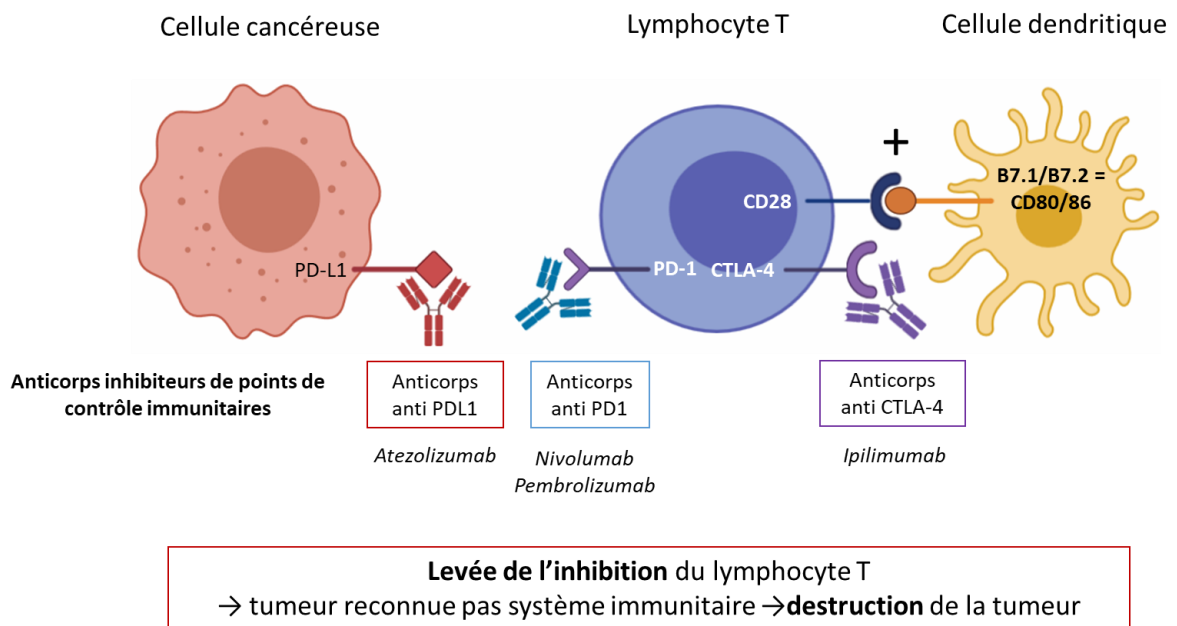 Cellule cancéreuse
Lymphocyte T
Cellule dendritique
B7.1/B7.2 =
CD80/86
CD28
PD-L1
PD-1
CTLA-4
Anticorps inhibiteurs de points de
contrôle immunitaires
Anticorps
anti PDL1
Anticorps
anti PD1
Anticorps
anti CTLA-4
Atezolizumab
Nivolumab
Pembrolizumab
Ipilimumab
Levée de l’inhibition du lymphocyte T
→ tumeur reconnue pas système immunitaire →destruction de la tumeur